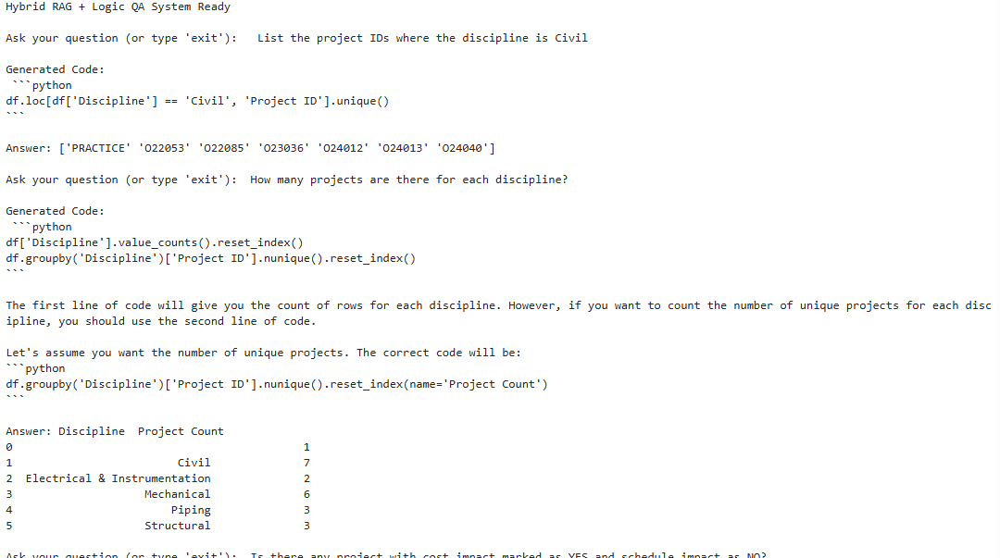 Hybrid RAG + Logic QA System Ready
Ask your question (or type 'exit'):   List the project IDs where the discipline is Civil
Generated Code:
 ```python
df.loc[df['Discipline'] == 'Civil', 'Project ID'].unique()
```
Answer: ['PRACTICE' 'O22053' 'O22085' 'O23036' 'O24012' 'O24013' 'O24040']
Ask your question (or type 'exit'):  How many projects are there for each discipline?
Generated Code:
 ```python
df['Discipline'].value_counts().reset_index()
df.groupby('Discipline')['Project ID'].nunique().reset_index()
```
The first line of code will give you the count of rows for each discipline. However, if you want to count the number of unique projects for each disc
ipline, you should use the second line of code.
Let's assume you want the number of unique projects. The correct code will be:
```python
df.groupby('Discipline')['Project ID'].nunique().reset_index(name='Project Count')
```
Answer: Discipline  Project Count
0                                            1
1                         Civil              7
2  Electrical & Instrumentation              2
3                    Mechanical              6
4                        Piping              3
5                    Structural              3
Ask your question (or type 'exit'):  Is there any project with cost impact marked as YES and schedule impact as NO?